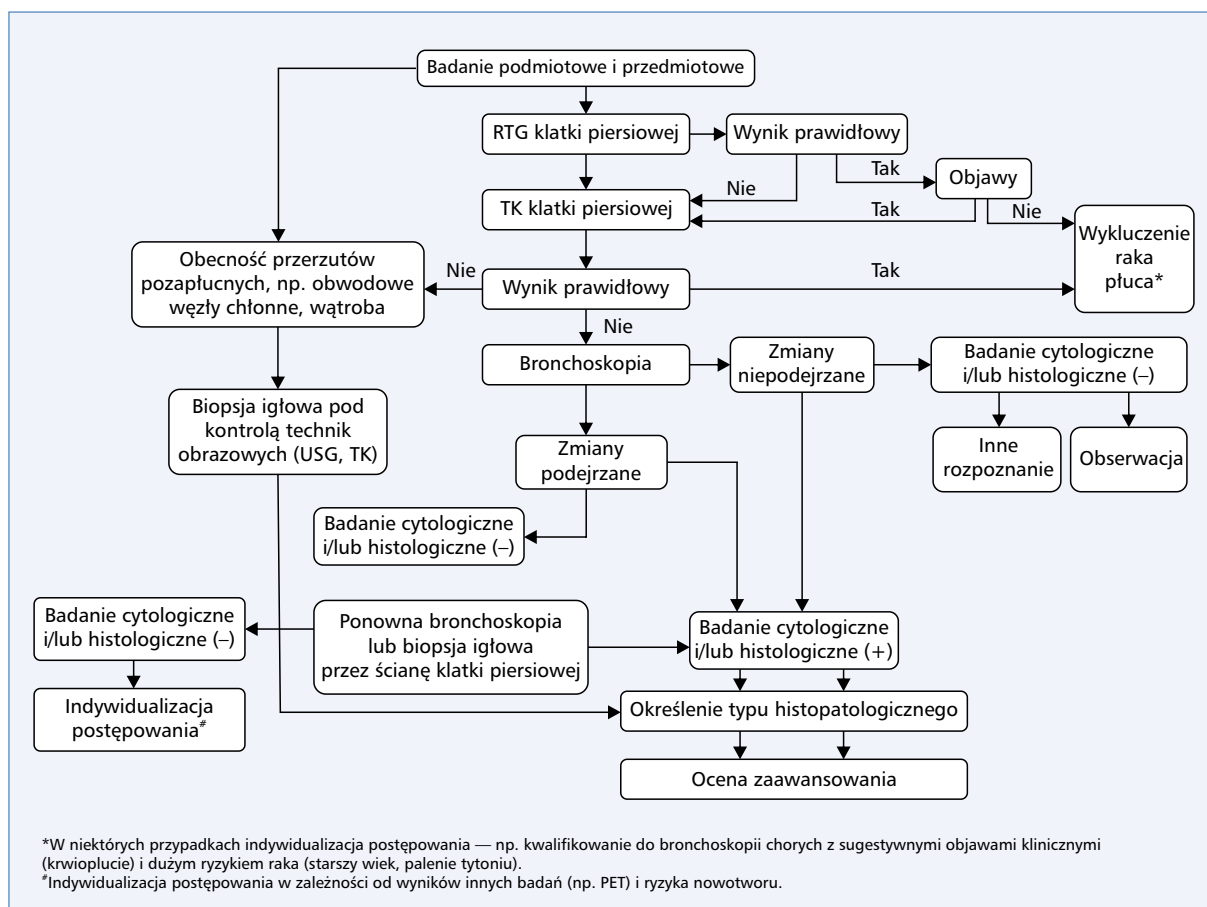 Badanie podmiotowe i przedmiotowe
RTG klatki piersiowej
Wynik prawidłowy
Tak
Objawy
Nie
TK klatki piersiowej
Tak
Nie
Wykluczenie
raka
płuca*
Obecność przerzutów
pozapłucnych, np. obwodowe
węzły chłonne, wątroba
Nie
Wynik prawidłowy
Tak
Nie
Bronchoskopia
Zmiany
niepodejrzane
Badanie cytologiczne
i/lub histologiczne (–)
Biopsja igłowa pod
kontrolą technik
obrazowych (USG, TK)
Zmiany
podejrzane
Inne
rozpoznanie
Obserwacja
Badanie cytologiczne
i/lub histologiczne (–)
Badanie cytologiczne
i/lub histologiczne (–)
Ponowna bronchoskopia
lub biopsja igłowa
przez ścianę klatki piersiowej
Badanie cytologiczne
i/lub histologiczne (+)
Indywidualizacja
postępowania#
Określenie typu histopatologicznego
Ocena zaawansowania
*W niektórych przypadkach indywidualizacja postępowania — np. kwalifikowanie do bronchoskopii chorych z sugestywnymi objawami klinicznymi
(krwioplucie) i dużym ryzykiem raka (starszy wiek, palenie tytoniu).
#Indywidualizacja postępowania w zależności od wyników innych badań (np. PET) i ryzyka nowotworu.